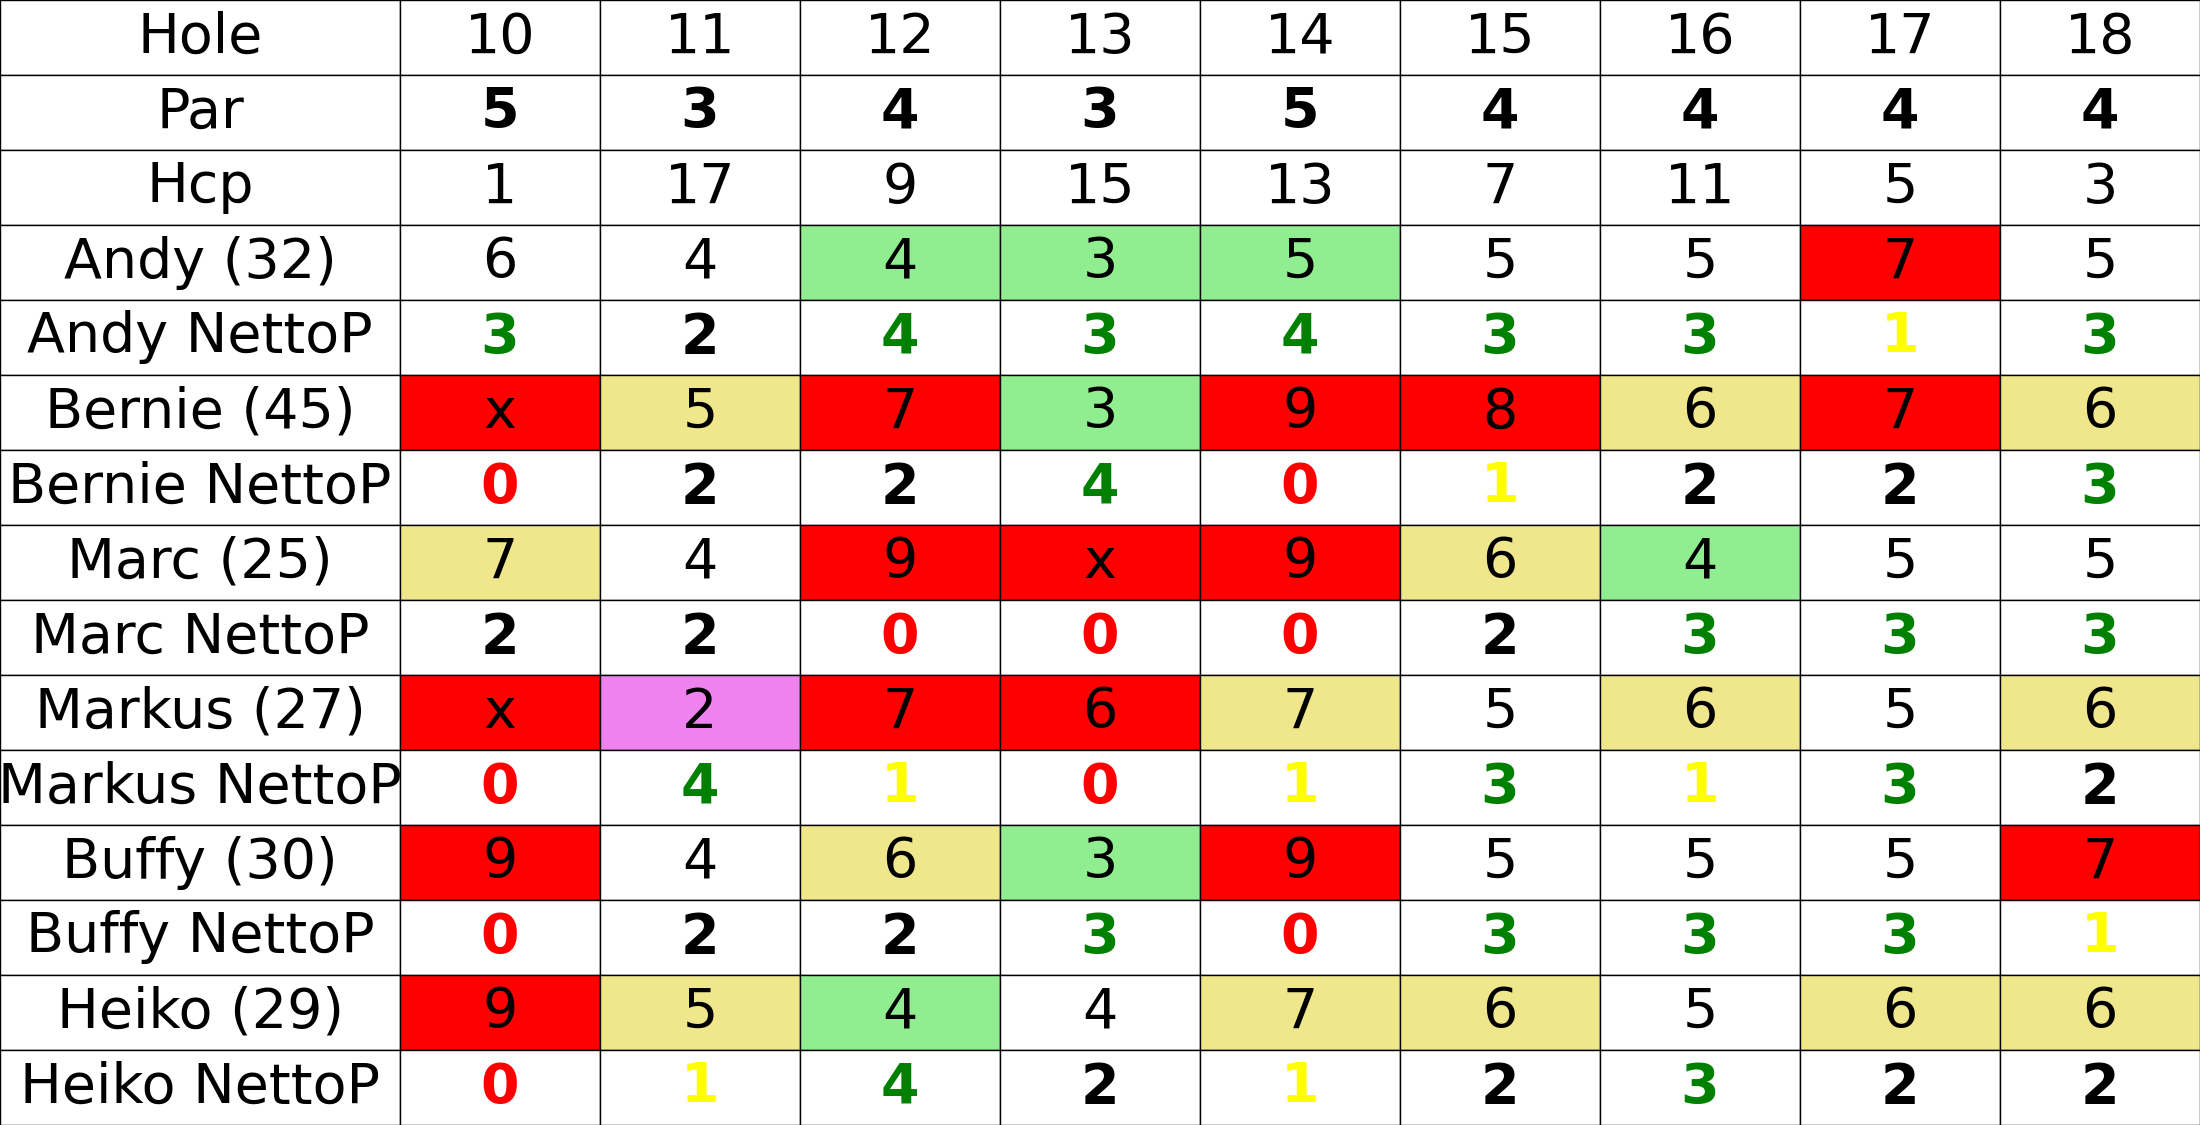 Hole 10 11 12 13 14 15 16 17 18
Par 5 3 4 3 5 4 4 4 4
Hcp 1 17 9 15 13 7 11 5 3
Andy (32) 6 4 4 3 5 5 5 7 5
Andy NettoP 3 2 4 3 4 3 3 1 3
Bernie (45) x 5 7 3 9 8 6 7 6
Bernie NettoP 0 2 2 4 0 1 2 2 3
Marc (25) 7 4 9 x 9 6 4 5 5
Marc NettoP 2 2 0 0 0 2 3 3 3
Markus (27) x 2 7 6 7 5 6 5 6
Markus NettoP 0 4 1 0 1 3 1 3 2
Buffy (30) 9 4 6 3 9 5 5 5 7
Buffy NettoP 0 2 2 3 0 3 3 3 1
Heiko (29) 9 5 4 4 7 6 5 6 6
Heiko NettoP 0 1 4 2 1 2 3 2 2